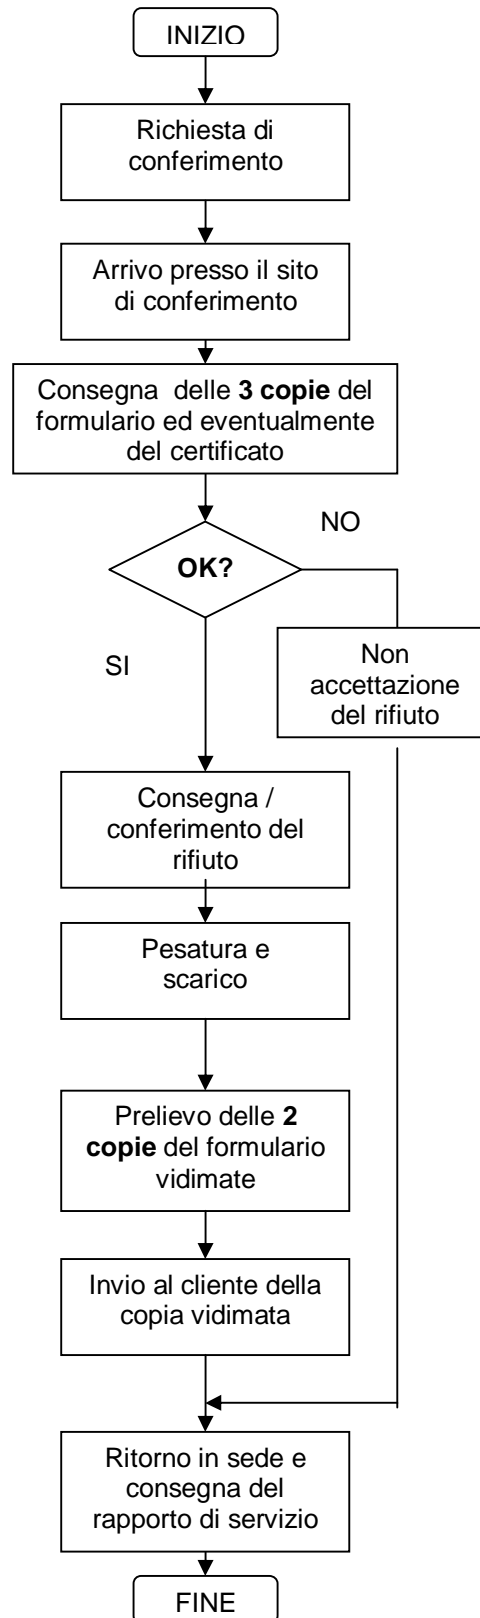 INIZIO
Richiesta di
conferimento
Arrivo presso il sito
di conferimento
Consegna delle 3 copie del
formulario ed eventualmente
del certificato
NO
OK?
SI
Non
accettazione
del rifiuto
Consegna /
conferimento del
rifiuto
Pesatura e
scarico
Prelievo delle 2
copie del formulario
vidimate
Invio al cliente della
copia vidimata
Ritorno in sede e
consegna del
rapporto di servizio
FINE